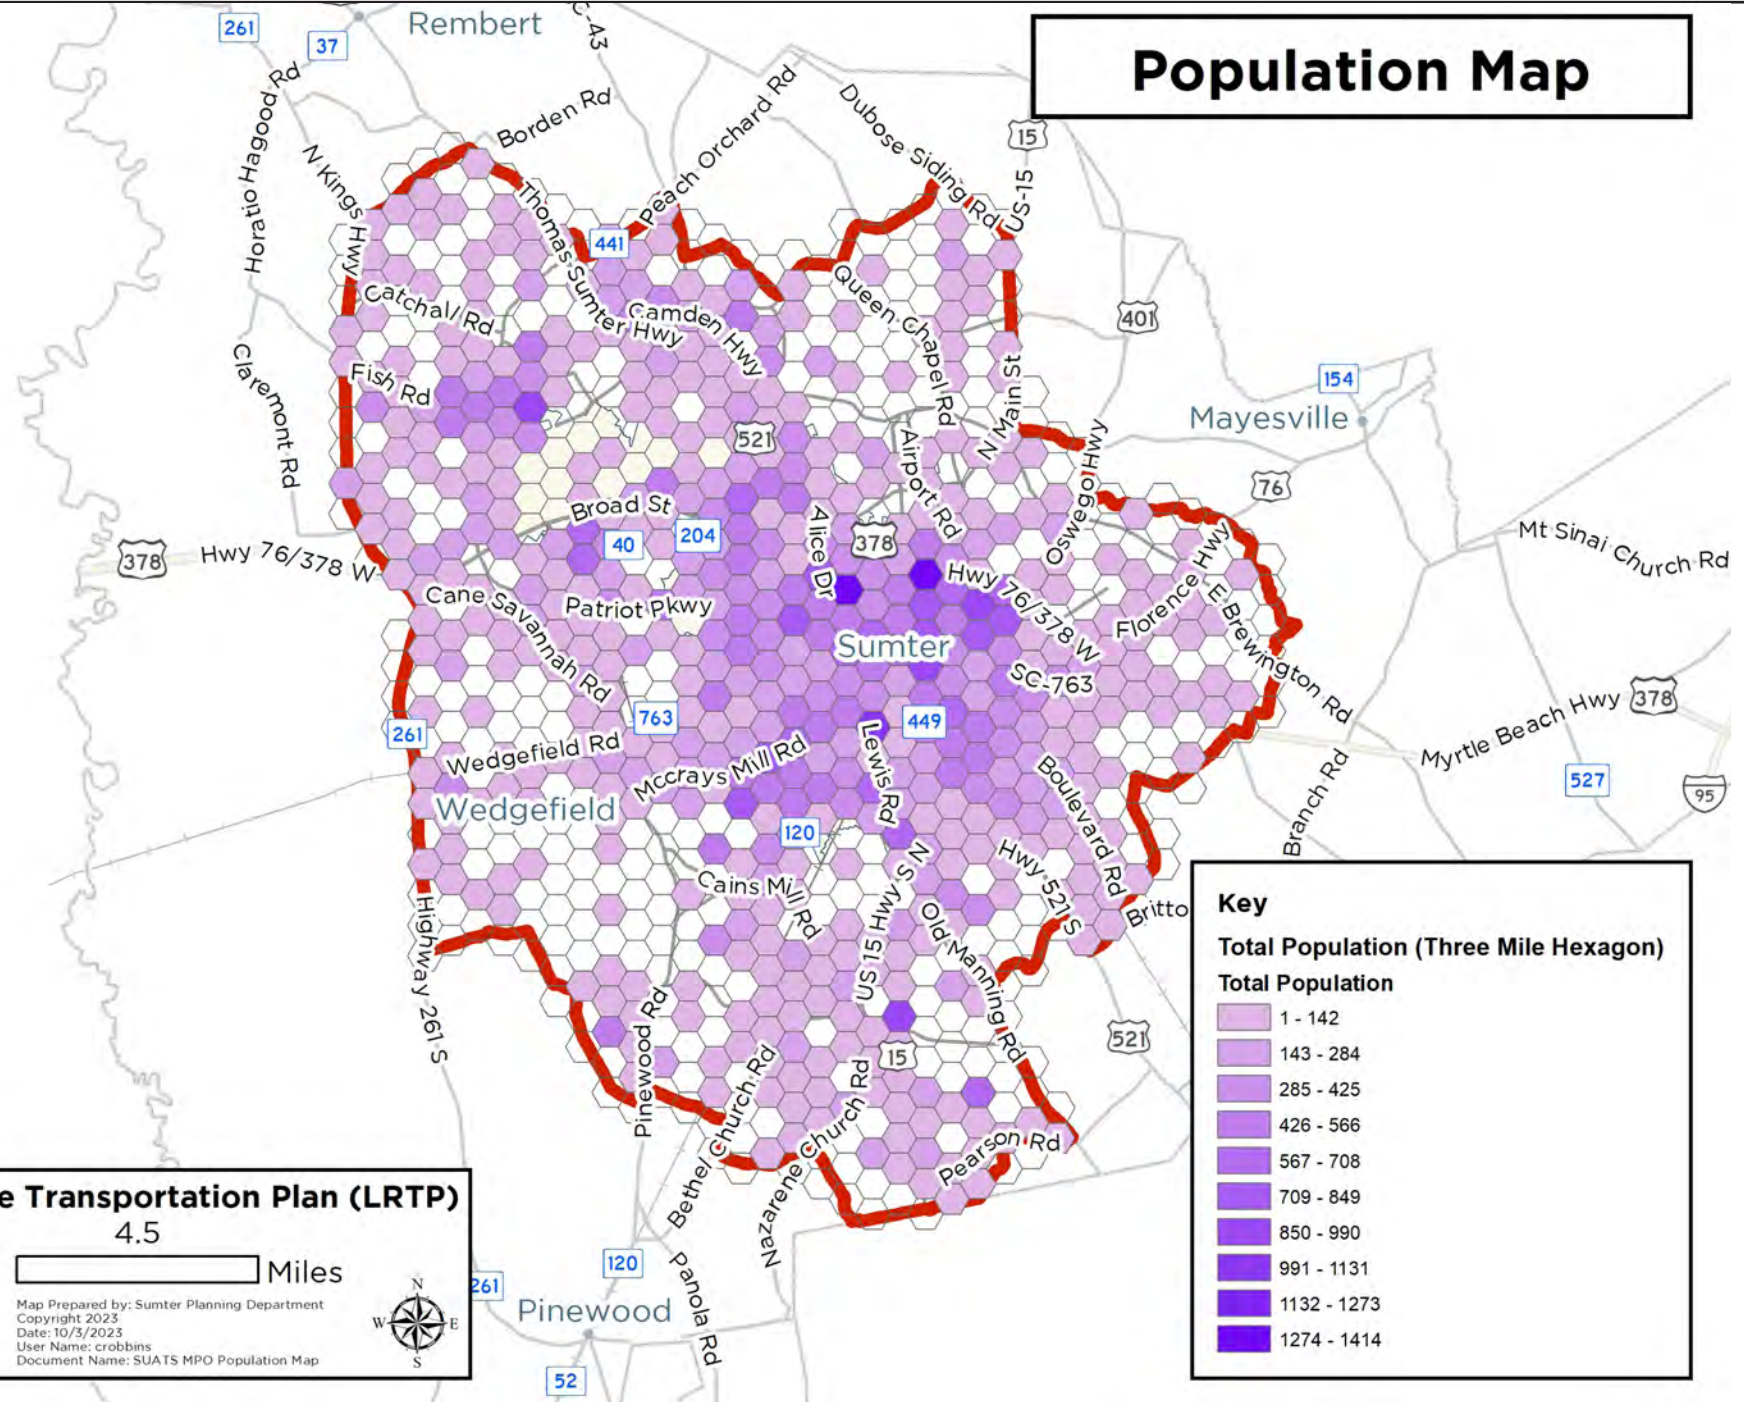 Population Map
Rembert
261
37
C-43
Horatio Hagood Rd
N Kings Hwy
Borden Rd
Peach Orchard Rd
Dubose Siding Rd
15
US-15
Thomas Sumter Hwy
441
Catchal/ Rd
Camden Hwy
Queen Chapel Rd
401
Claremont Rd
Fish Rd
N Main St
154
Mayesville
521
Airport Rd
Oswego Hwy
76
Broad St
Alice Dr
378
Hwy 76/378 W
40
204
378
Mt Sinai Church Rd
Cane Savannah Rd
Patriot Pkwy
Hwy 76/378 W
Florence Hwy
E Brewington Rd
Sumter
SC-763
261
763
449
378
Myrtle Beach Hwy
Wedgefield Rd
Mccrays Mill Rd
Lewis Rd
Boulevard Rd
Branch Rd
527
95
Wedgefield
120
Cains Mill Rd
US 15 Hwy S N
Hwy 521 S
Old Manning Rd
Britto
Highway 261 S
Pinewood Rd
15
521
Bethel Church Rd
Nazarene Church Rd
Pearson Rd
120
261
Pinewood
Panola Rd
52
e Transportation Plan (LRTP)
4.5
Miles
Map Prepared by: Sumter Planning Department
Copyright 2023
Date: 10/3/2023
User Name: crobbins
Document Name: SUATS MPO Population Map
N
W E
S
Key
Total Population (Three Mile Hexagon)
Total Population
1 - 142
143 - 284
285 - 425
426 - 566
567 - 708
709 - 849
850 - 990
991 - 1131
1132 - 1273
1274 - 1414